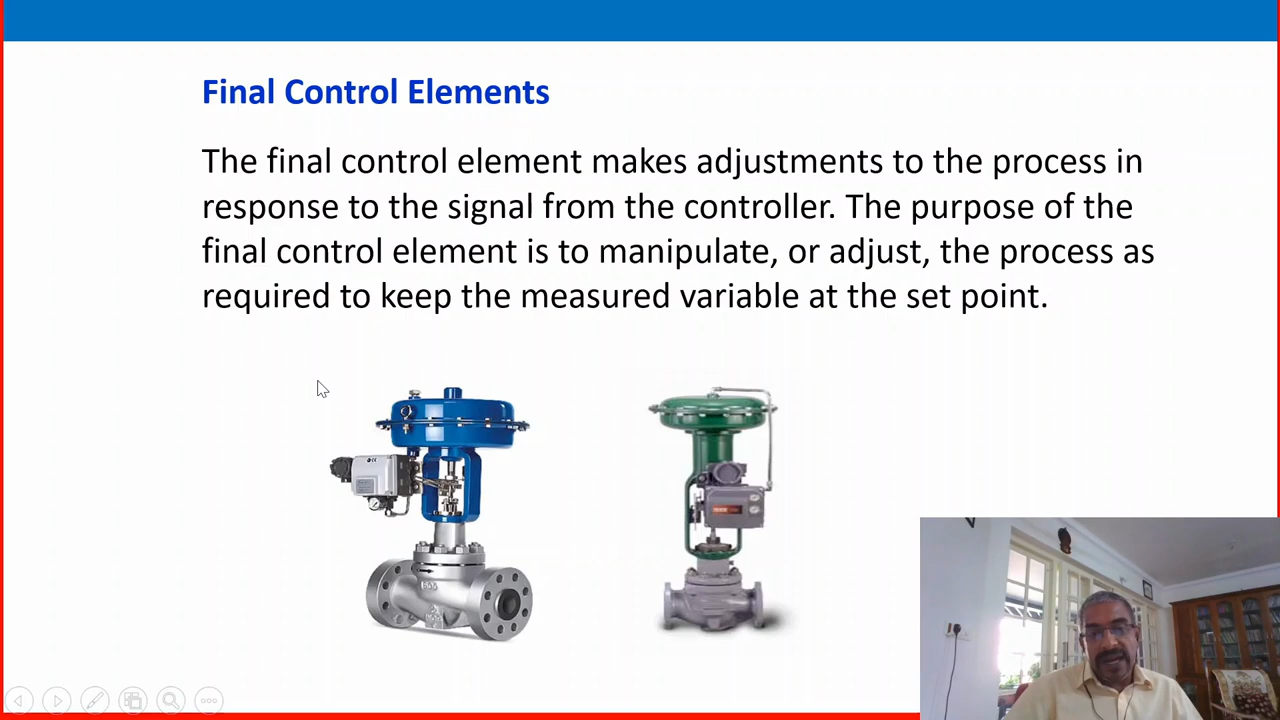 Final Control Elements
The final control element makes adjustments to the process in
response to the signal from the controller. The purpose of the
final control element is to manipulate, or adjust, the process as
required to keep the measured variable at the set point.